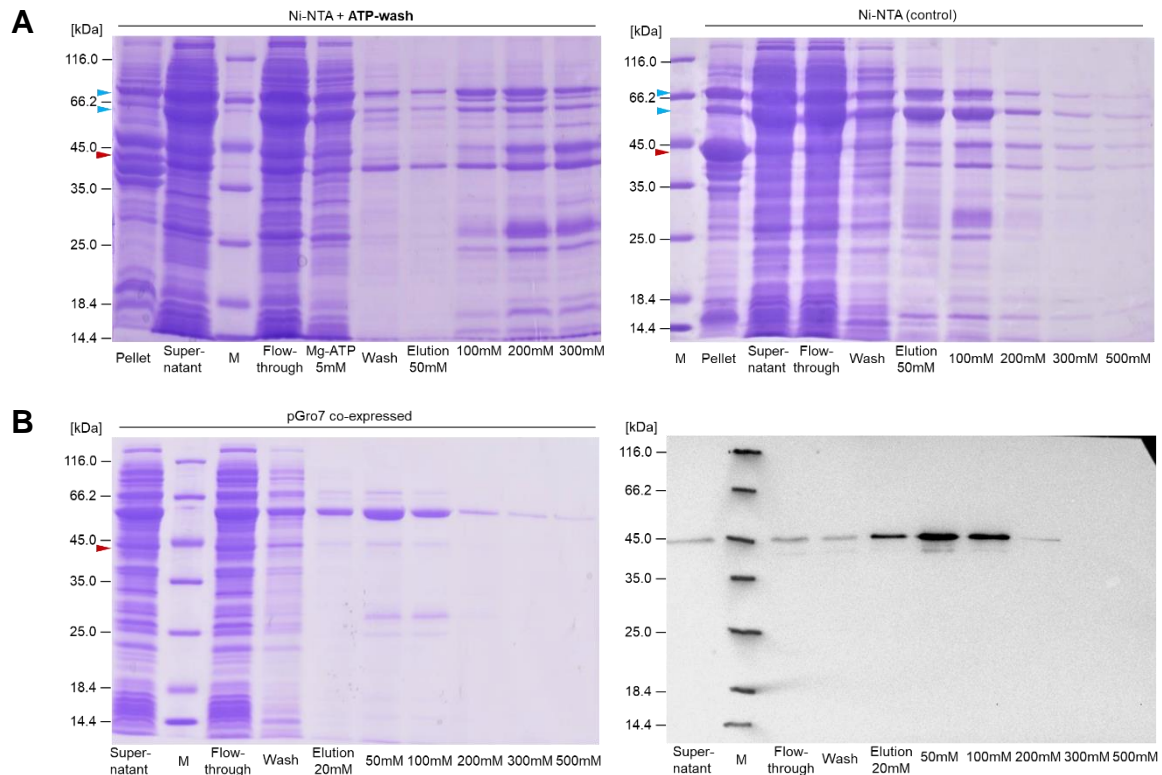 A
Ni-NTA + ATP-wash
[kDa]
116.0
66.2
45.0
35.0
25.0
18.4
14.4
Pellet
Super-
natant
M
Flow-
through
Mg-ATP
5mM
Wash
Elution
50mM
100mM
200mM
300mM
Ni-NTA (control)
[kDa]
116.0
66.2
45.0
35.0
25.0
18.4
14.4
M
Pellet
Super-
natant
Flow-
through
Wash
Elution
50mM
100mM
200mM
300mM
500mM
B
pGro7 co-expressed
[kDa]
116.0
66.2
45.0
35.0
25.0
18.4
14.4
Super-
natant
M
Flow-
through
Wash
Elution
20mM
50mM
100mM
200mM
300mM
500mM
[kDa]
116.0
66.2
45.0
35.0
25.0
18.4
14.4
Super-
natant
M
Flow-
through
Wash
Elution
20mM
50mM
100mM
200mM
300mM
500mM